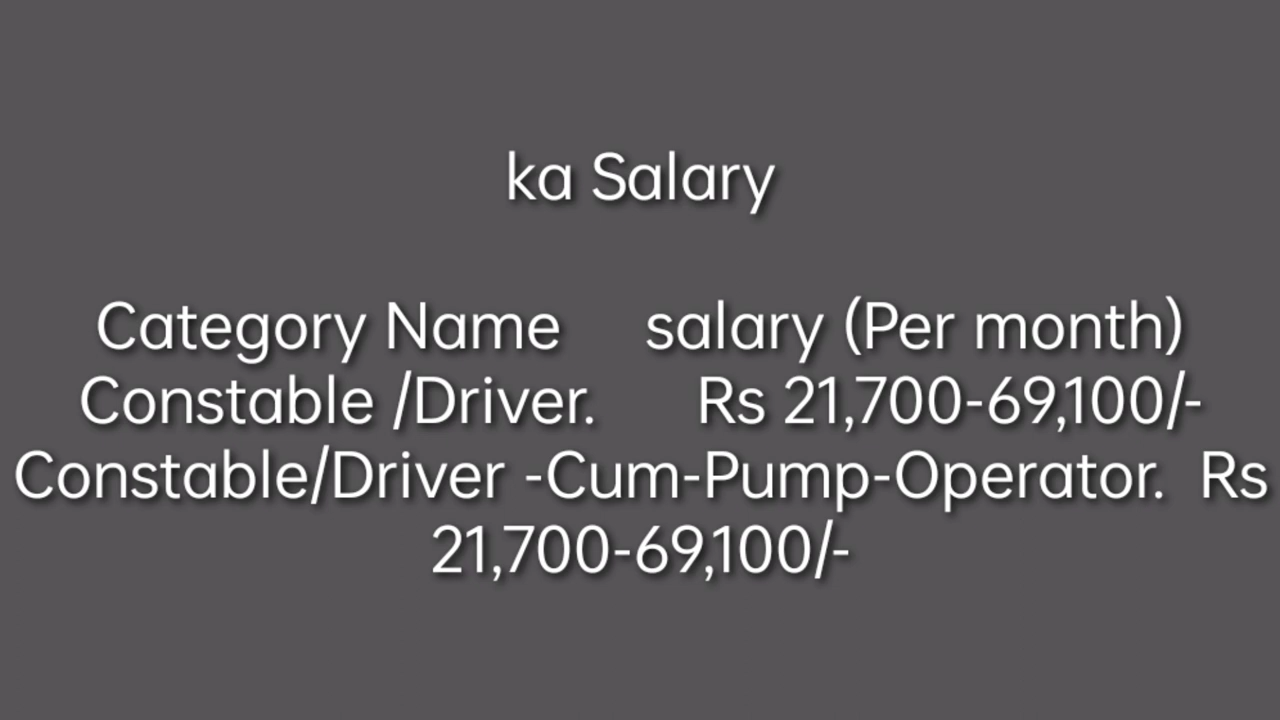 ka Salary
Category Name salary (Per month)
Constable /Driver. Rs 21,700-69,100/-
Constable/Driver -Cum-Pump-Operator. Rs
21,700-69,100/-